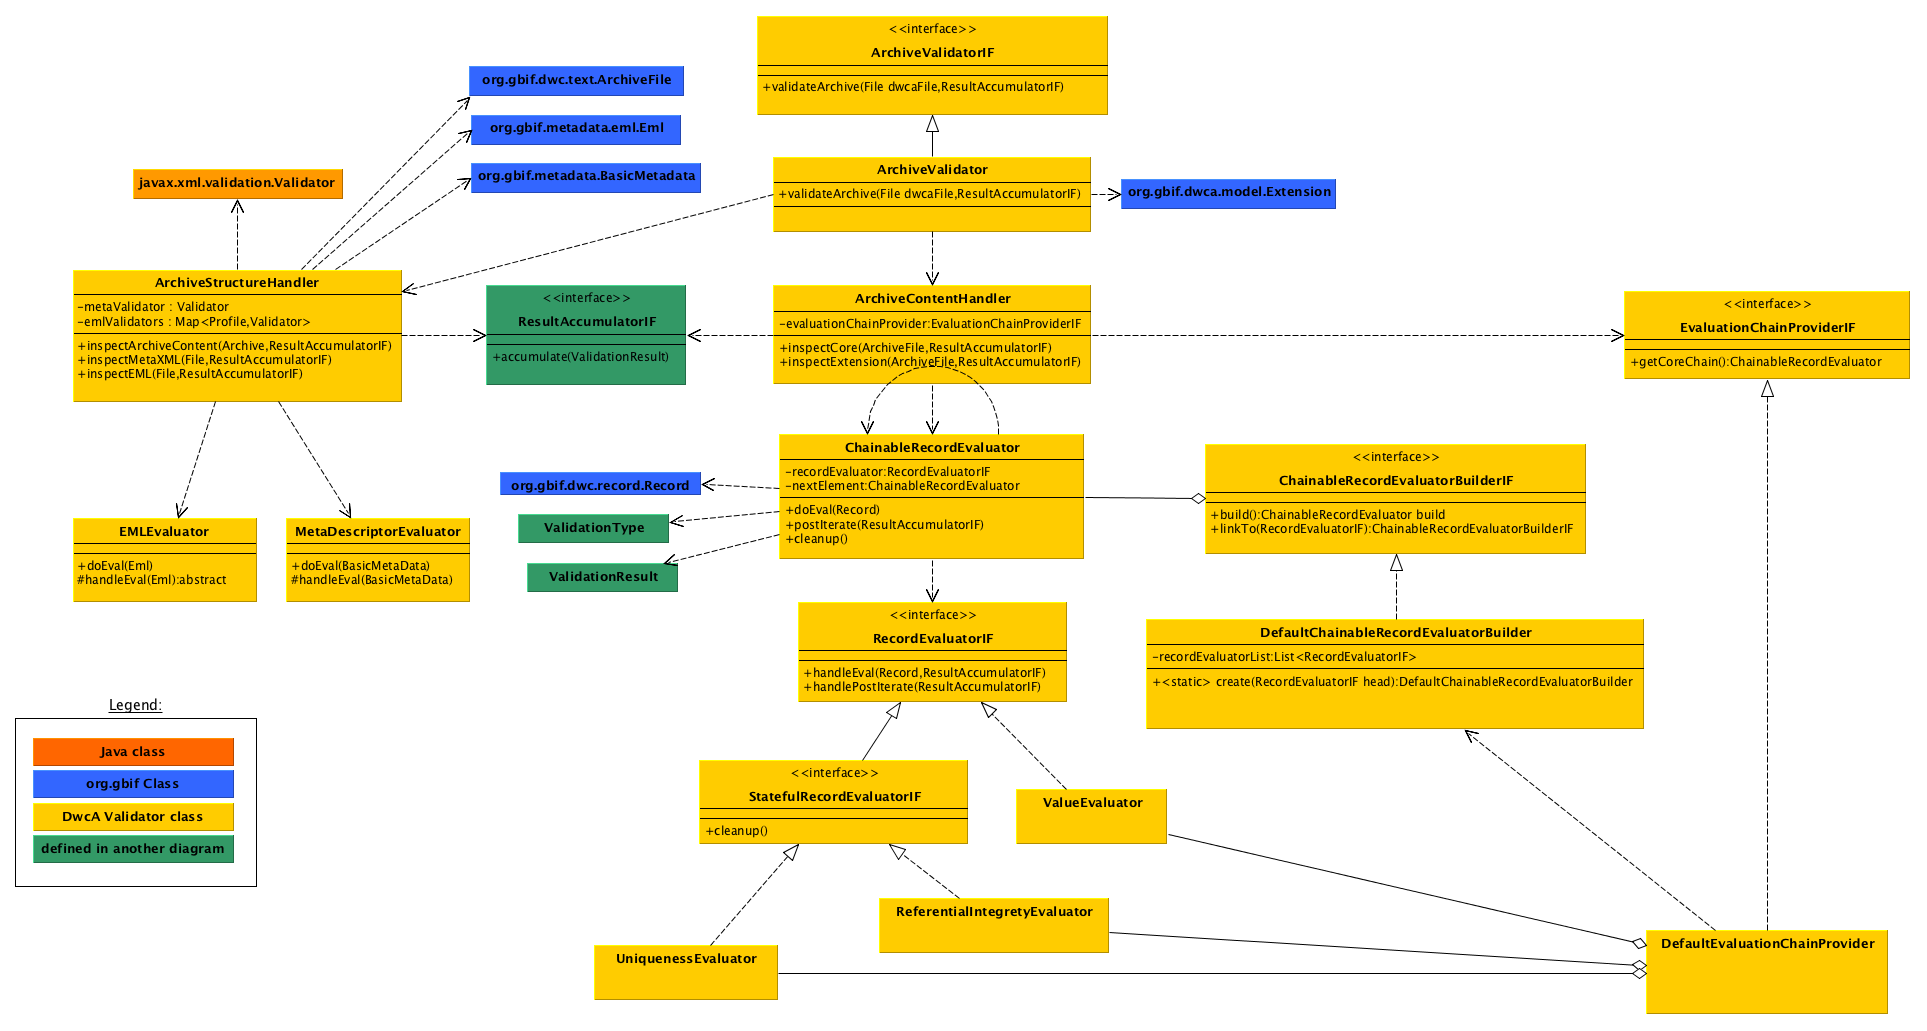 <<interface>>
ArchiveValidatorIF
+validateArchive(File dwcaFile,ResultAccumulatorIF)
org.gbif.dwc.text.ArchiveFile
org.gbif.metadata.eml.Eml
org.gbif.metadata.BasicMetadata
javax.xml.validation.Validator
ArchiveValidator
+validateArchive(File dwcaFile,ResultAccumulatorIF)
org.gbif.dwca.model.Extension
ArchiveStructureHandler
-metaValidator : Validator
-emlValidators : Map<Profile,Validator>
+inspectArchiveContent(Archive,ResultAccumulatorIF)
+inspectMetaXML(File,ResultAccumulatorIF)
+inspectEML(File,ResultAccumulatorIF)
<<interface>>
ResultAccumulatorIF
+accumulate(ValidationResult)
ArchiveContentHandler
-evaluationChainProvider:EvaluationChainProviderIF
+inspectCore(ArchiveFile,ResultAccumulatorIF)
+inspectExtension(ArchiveFile,ResultAccumulatorIF)
<<interface>>
EvaluationChainProviderIF
+getCoreChain():ChainableRecordEvaluator
ChainableRecordEvaluator
-recordEvaluator:RecordEvaluatorIF
-nextElement:ChainableRecordEvaluator
+doEval(Record)
+postIterate(ResultAccumulatorIF)
+cleanup()
org.gbif.dwc.record.Record
ValidationType
ValidationResult
<<interface>>
ChainableRecordEvaluatorBuilderIF
+build():ChainableRecordEvaluator build
+linkTo(RecordEvaluatorIF):ChainableRecordEvaluatorBuilderIF
EMLEvaluator
+doEval(Eml)
#handleEval(Eml):abstract
MetaDescriptorEvaluator
+doEval(BasicMetaData)
#handleEval(BasicMetaData)
<<interface>>
RecordEvaluatorIF
+handleEval(Record,ResultAccumulatorIF)
+handlePostIterate(ResultAccumulatorIF)
DefaultChainableRecordEvaluatorBuilder
-recordEvaluatorList:List<RecordEvaluatorIF>
+<static> create(RecordEvaluatorIF head):DefaultChainableRecordEvaluatorBuilder
Legend:
Java class
org.gbif Class
DwcA Validator class
defined in another diagram
<<interface>>
StatefulRecordEvaluatorIF
+cleanup()
ValueEvaluator
ReferentialIntegretyEvaluator
UniquenessEvaluator
DefaultEvaluationChainProvider